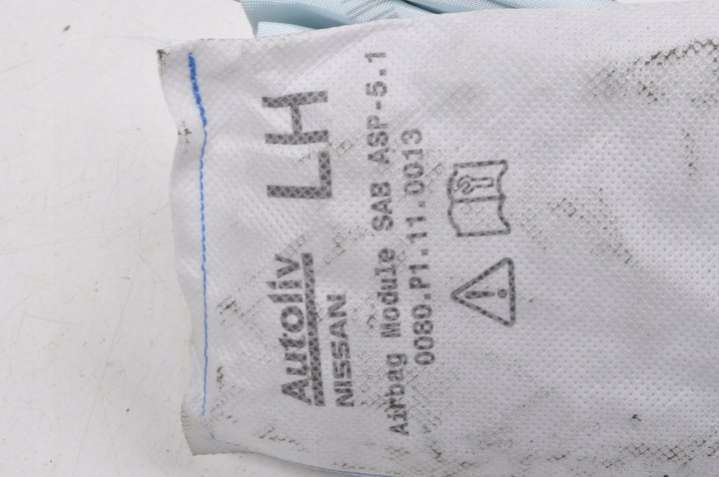 Autoliv LH
NISSAN
Airbag Module SAB ASP-5.1
0080.P1.11.0013